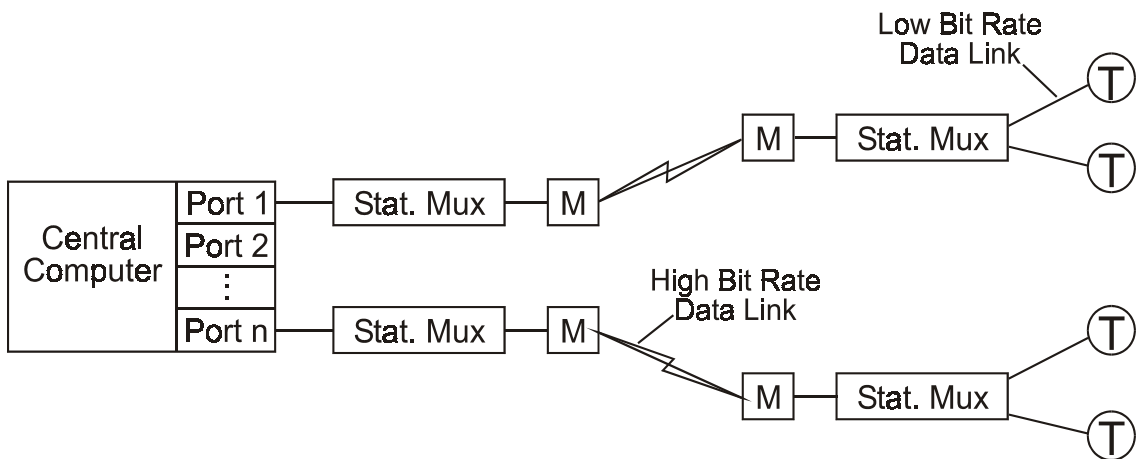 Low Bit Rate
Data Link
T
M
Stat. Mux
T
Central
Computer
Port 1
Port 2
⋮
Port n
Stat. Mux
M
High Bit Rate
Data Link
Stat. Mux
M
T
M
Stat. Mux
T